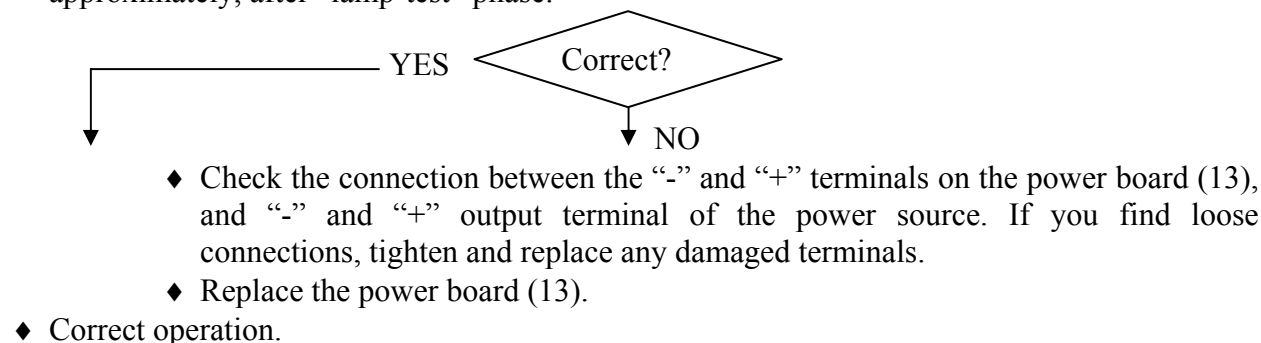 approximately, after "lamp-test" phase.
YES Correct?
NO
♦ Check the connection between the “-” and “+” terminals on the power board (13),
and “-” and “+” output terminal of the power source. If you find loose
connections, tighten and replace any damaged terminals.
♦ Replace the power board (13).
♦ Correct operation.